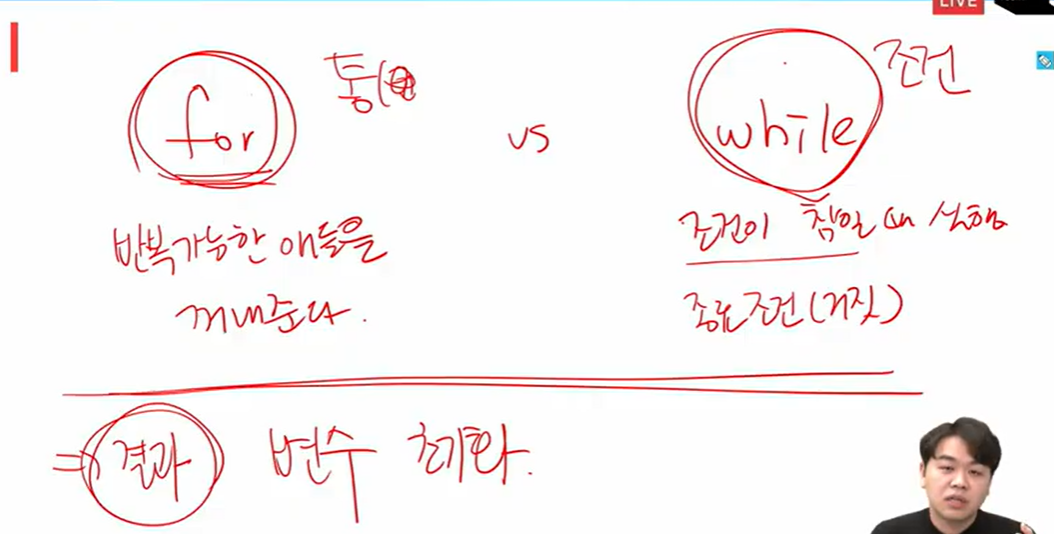 LIVE
for 통 vs while 조건
반복가능한 애들을
꺼내준다.
조건이 참일 때 실행
종료조건(거짓)
결과 변수 초기화.